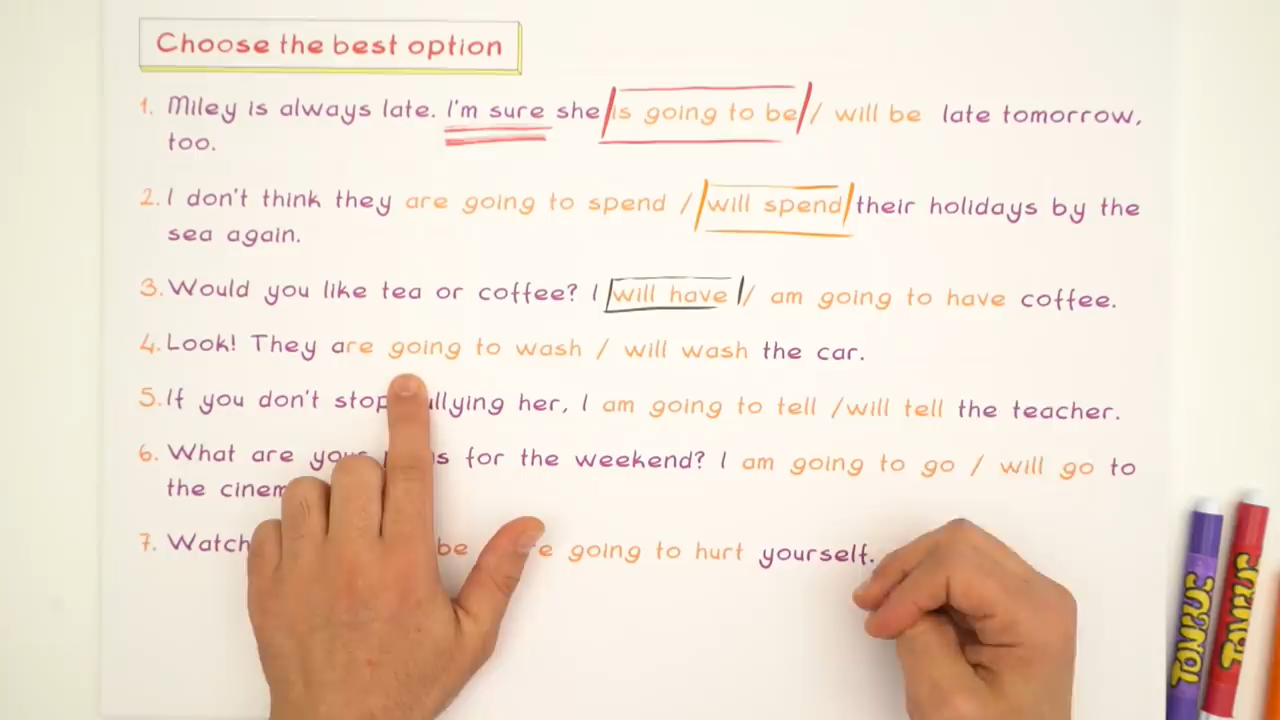 Choose the best option
1. Miley is always late. I'm sure she is going to be / will be late tomorrow,
too.
2. I don't think they are going to spend / will spend their holidays by the
sea again.
3. Would you like tea or coffee? I will have / am going to have coffee.
4. Look! They are going to wash / will wash the car.
5. If you don't stop her, I am going to tell /will tell the teacher.
6. What are for the weekend? I am going to go / will go to
the
7. Watch be going to hurt yourself.
TONKUS
TONKUS